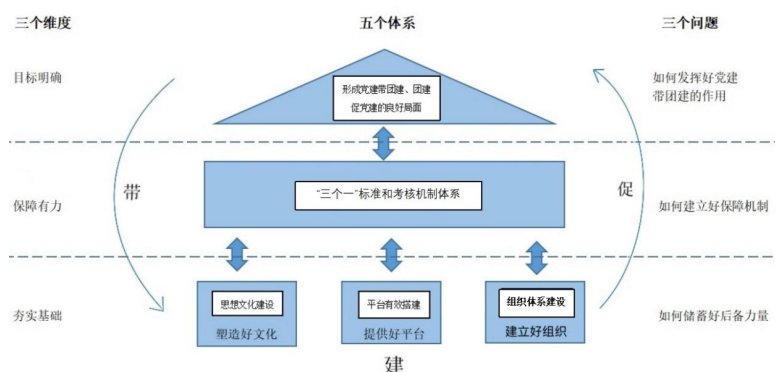 三个维度
五个体系
三个问题
目标明确
形成党建带团建、团建
促党建的良好局面
如何发挥好党建
带团建的作用
带
促
保障有力
“三个一”标准和考核机制体系
如何建立好保障机制
夯实基础
思想文化建设
塑造好文化
平台有效搭建
提供好平台
组织体系建设
建立好组织
如何储蓄好后备力量
建